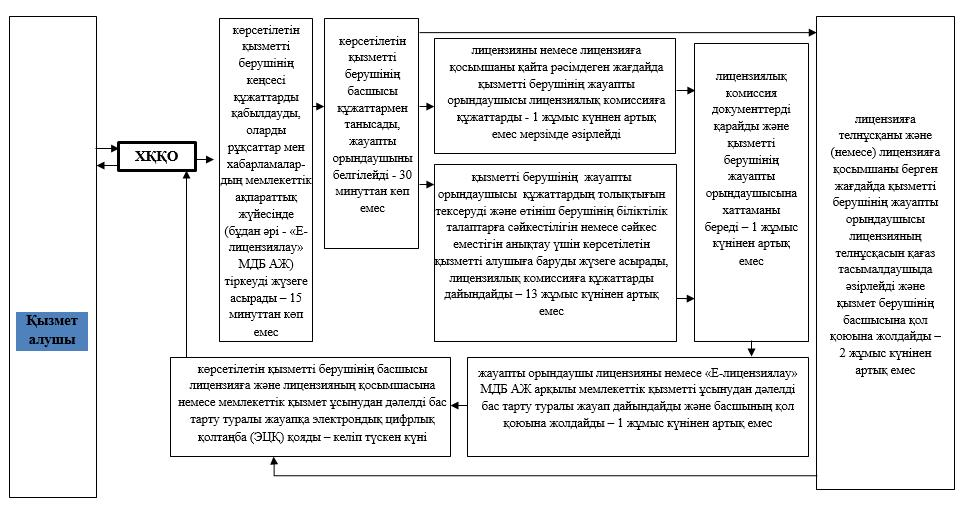 Қызмет
алушы
ХҚҚО
көрсетілетін
қызметті
берушінің
кеңсесі
құжаттарды
қабылдауды,
оларды
рұқсаттар мен
хабарламалар-
дың мемлекеттік
ақпараттық
жүйесінде
(бұдан әрі - «Е-
лицензиялау»
МДБ АЖ)
тіркеуді жүзеге
асырады – 15
минуттан көп
емес
көрсетілетін
қызметті
берушінің
басшысы
құжаттармен
танысады,
жауапты
орындаушыны
белгілейді - 30
минуттан көп
емес
лицензияны немесе лицензияға
қосымшаны қайта рәсімдеген жағдайда
қызметті берушінің жауапты
орындаушысы лицензиялық комиссияға
құжаттарды - 1 жұмыс күннен артық
емес мерзімде әзірлейді
қызметті берушінің жауапты
орындаушысы құжаттардың толықтығын
тексеруді және өтініш берушінің біліктілік
талаптарға сәйкестілігін немесе сәйкес
еместігін анықтау үшін көрсетілетін
қызметті алушыға баруды жүзеге асырады,
лицензиялық комиссияға құжаттарды
дайындайды – 13 жұмыс күнінен артық
емес
лицензиялық
комиссия
документтерді
қарайды және
қызметті
берушінің
жауапты
орындаушысына
хаттаманы
береді – 1 жұмыс
күнінен артық
емес
лицензияға
телнұсқаны және
(немесе) лицензияға
қосымшаны берген
жағдайда қызметті
берушінің жауапты
орындаушысы
лицензияның
телнұсқасын қағаз
тасымалдаушыда
әзірлейді және
қызмет берушінің
басшысына қол
қоюына жолдайды –
2 жұмыс күнінен
артық емес
жауапты орындаушы лицензияны немесе «Е-лицензиялау»
МДБ АЖ арқылы мемлекеттік қызметті ұсынудан дәлелді
бас тарту туралы жауап дайындайды және басшының қол
қоюына жолдайды – 1 жұмыс күнінен артық емес
көрсетілетін қызметті берушінің басшысы
лицензияға және лицензияның қосымшасына
немесе мемлекеттік қызмет ұсынудан дәлелді бас
тарту туралы жауапқа электрондық цифрлық
қолтаңба (ЭЦК) қояды – келіп түскен күні